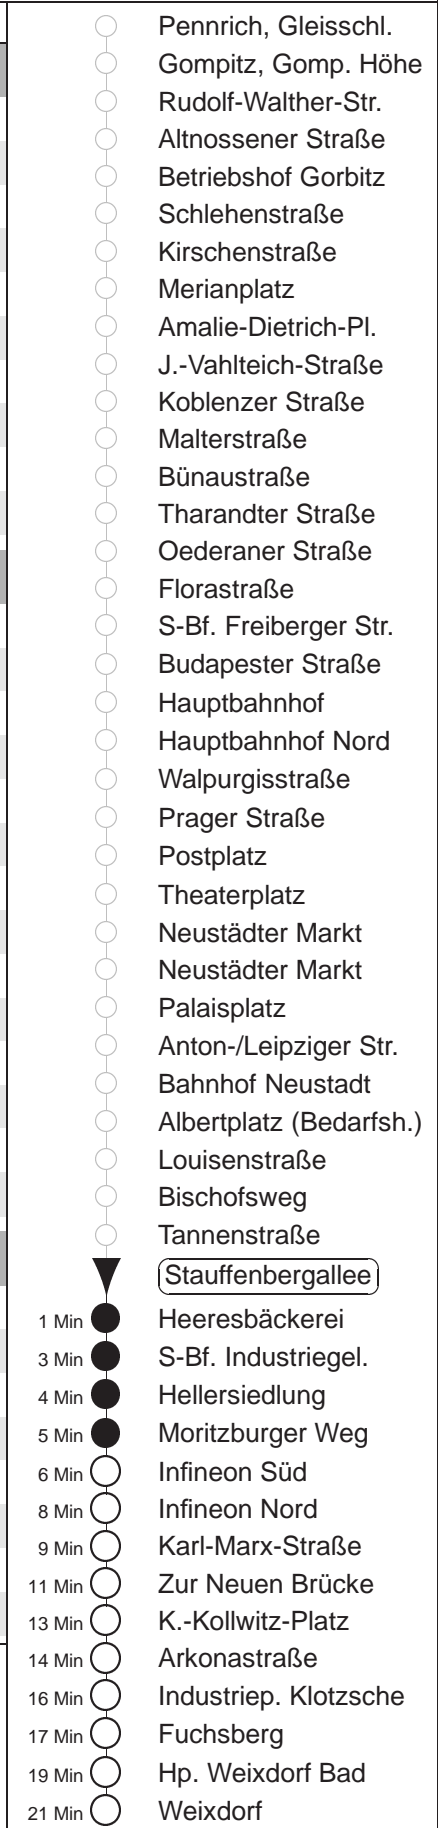 Pennrich, Gleisschl.
Gompitz, Gomp. Höhe
Rudolf-Walther-Str.
Altnossener Straße
Betriebshof Gorbitz
Schlehenstraße
Kirschenstraße
Merianplatz
Amalie-Dietrich-Pl.
J.-Vahlteich-Straße
Koblenzer Straße
Malterstraße
Bünaustraße
Tharandter Straße
Oederaner Straße
Florastraße
S-Bf. Freiberger Str.
Budapester Straße
Hauptbahnhof
Hauptbahnhof Nord
Walpurgisstraße
Prager Straße
Postplatz
Theaterplatz
Neustädter Markt
Neustädter Markt
Palaisplatz
Anton-/Leipziger Str.
Bahnhof Neustadt
Albertplatz (Bedarfsh.)
Louisenstraße
Bischofsweg
Tannenstraße
Stauffenbergallee
1 Min Heeresbäckerei
3 Min S-Bf. Industriegel.
4 Min Hellersiedlung
5 Min Moritzburger Weg
6 Min Infineon Süd
8 Min Infineon Nord
9 Min Karl-Marx-Straße
11 Min Zur Neuen Brücke
13 Min K.-Kollwitz-Platz
14 Min Arkonastraße
16 Min Industriep. Klotzsche
17 Min Fuchsberg
19 Min Hp. Weixdorf Bad
21 Min Weixdorf